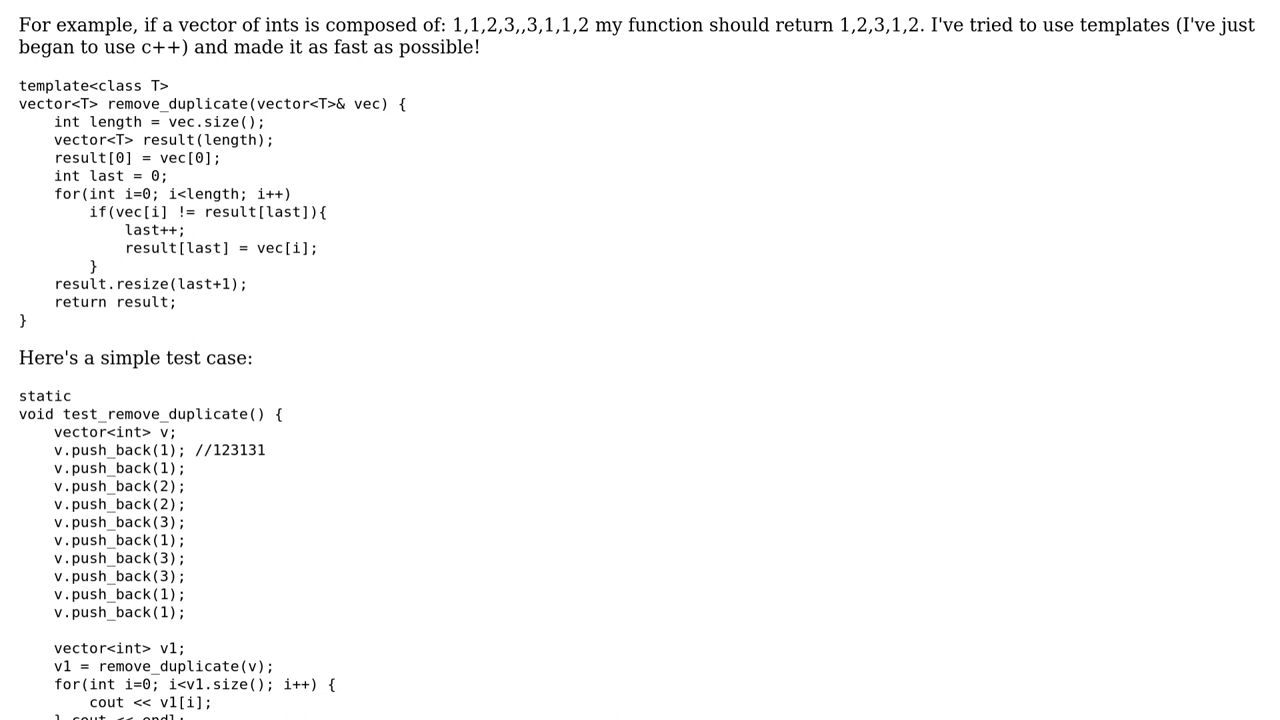 For example, if a vector of ints is composed of: 1,1,2,3,,3,1,1,2 my function should return 1,2,3,1,2. I've tried to use templates (I've just
began to use c++) and made it as fast as possible!
template<class T>
vector<T> remove_duplicate(vector<T>& vec) {
    int length = vec.size();
    vector<T> result(length);
    result[0] = vec[0];
    int last = 0;
    for(int i=0; i<length; i++)
        if(vec[i] != result[last]){
            last++;
            result[last] = vec[i];
        }
    result.resize(last+1);
    return result;
}
Here's a simple test case:
static
void test_remove_duplicate() {
    vector<int> v;
    v.push_back(1); //123131
    v.push_back(1);
    v.push_back(2);
    v.push_back(2);
    v.push_back(3);
    v.push_back(1);
    v.push_back(3);
    v.push_back(3);
    v.push_back(1);
    v.push_back(1);
    vector<int> v1;
    v1 = remove_duplicate(v);
    for(int i=0; i<v1.size(); i++) {
        cout << v1[i];
    } cout << endl;